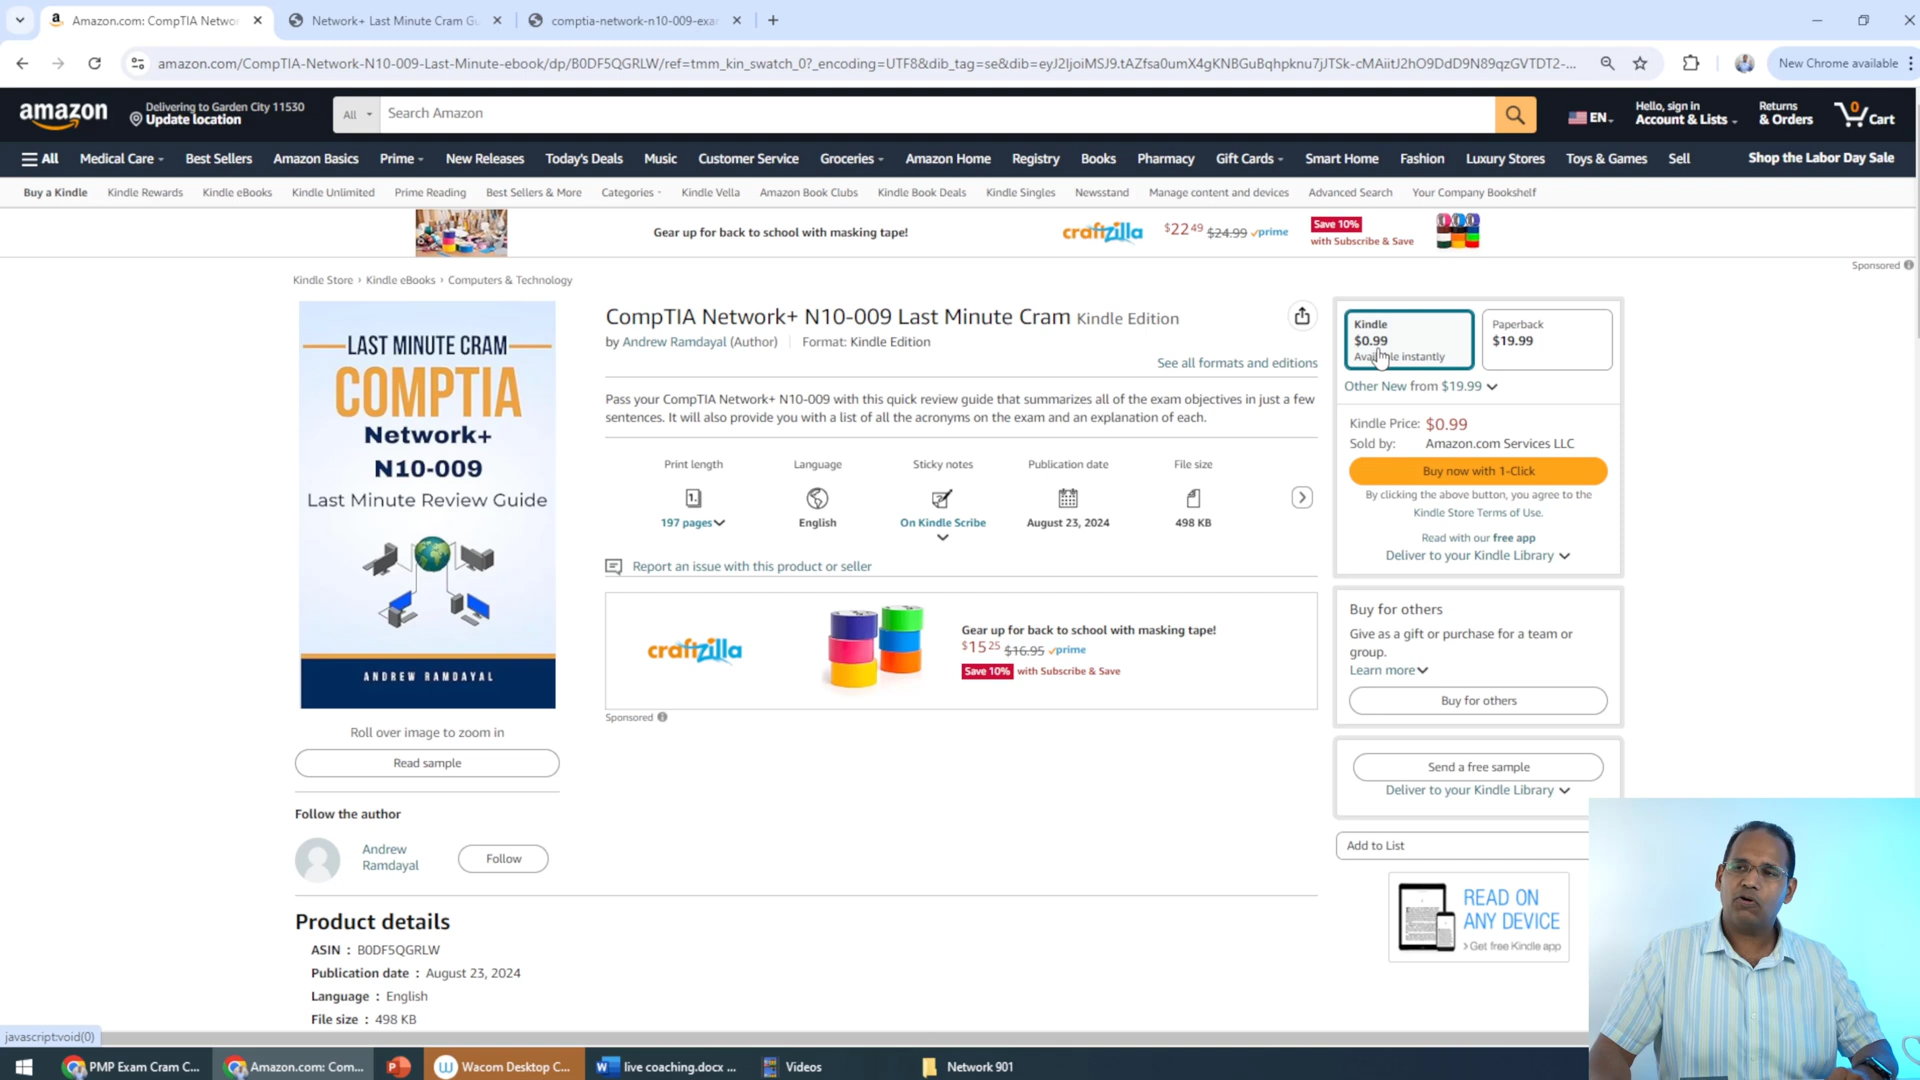 Amazon.com: CompTIA Netwo
Network+ Last Minute Cram Gu
comptia-network-n10-009-exa
amazon.com/CompTIA-Network-N10-009-Last-Minute-ebook/dp/B0DF5QGRLW/ref=tmm_kin_swatch_0?_encoding=UTF8&dib_tag=se&dib=eyJ2IjoiMSJ9.tAZfsa0umX4gKNBGuBqhpknu7jJTSk-cMAiitJ2hO9DdD9N89qzGVTDT2-...
New Chrome available
amazon
Delivering to Garden City 11530
Update location
All
Search Amazon
EN
Hello, sign in
Account & Lists
Returns
& Orders
0
Cart
All
Medical Care
Best Sellers
Amazon Basics
Prime
New Releases
Today's Deals
Music
Customer Service
Groceries
Amazon Home
Registry
Books
Pharmacy
Gift Cards
Smart Home
Fashion
Luxury Stores
Toys & Games
Sell
Shop the Labor Day Sale
Buy a Kindle
Kindle Rewards
Kindle eBooks
Kindle Unlimited
Prime Reading
Best Sellers & More
Categories
Kindle Vella
Amazon Book Clubs
Kindle Book Deals
Kindle Singles
Newsstand
Manage content and devices
Advanced Search
Your Company Bookshelf
Gear up for back to school with masking tape!
craftzilla
$22.49 $24.99 prime
Save 10%
with Subscribe & Save
Sponsored
Kindle Store › Kindle eBooks › Computers & Technology
LAST MINUTE CRAM
COMPTIA
Network+
N10-009
Last Minute Review Guide
ANDREW RAMDAYAL
Roll over image to zoom in
Read sample
Follow the author
Andrew
Ramdayal
Follow
CompTIA Network+ N10-009 Last Minute Cram Kindle Edition
by Andrew Ramdayal (Author)
Format: Kindle Edition
See all formats and editions
Pass your CompTIA Network+ N10-009 with this quick review guide that summarizes all of the exam objectives in just a few
sentences. It will also provide you with a list of all the acronyms on the exam and an explanation of each.
Print length
197 pages
Language
English
Sticky notes
On Kindle Scribe
Publication date
August 23, 2024
File size
498 KB
Report an issue with this product or seller
craftzilla
Gear up for back to school with masking tape!
$15.25 $16.95 prime
Save 10% with Subscribe & Save
Sponsored
Kindle
$0.99
Available instantly
Paperback
$19.99
Other New from $19.99
Kindle Price: $0.99
Sold by: Amazon.com Services LLC
Buy now with 1-Click
By clicking the above button, you agree to the
Kindle Store Terms of Use.
Read with our free app
Deliver to your Kindle Library
Buy for others
Give as a gift or purchase for a team or
group.
Learn more
Buy for others
Send a free sample
Deliver to your Kindle Library
Add to List
READ ON
ANY DEVICE
› Get free Kindle app
Product details
ASIN : B0DF5QGRLW
Publication date : August 23, 2024
Language : English
File size : 498 KB
javascript:void(0)
PMP Exam Cram C...
Amazon.com: Com...
Wacom Desktop C...
live coaching.docx ...
Videos
Network 901